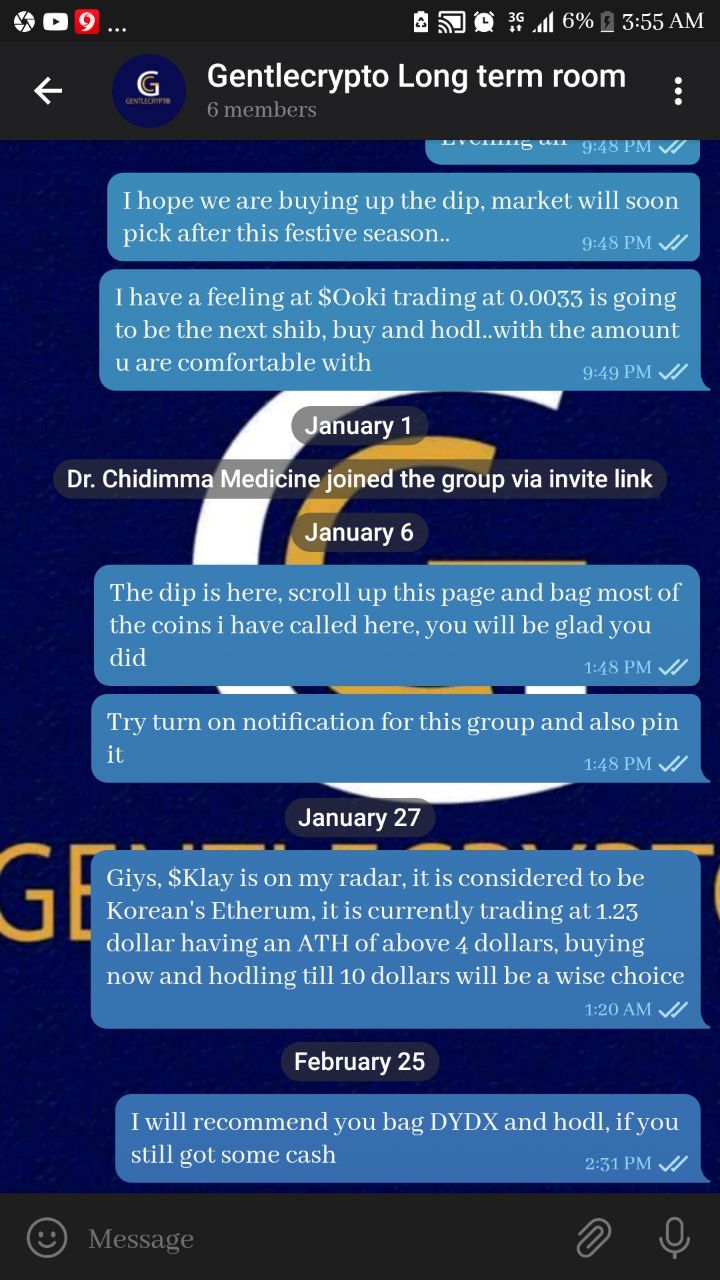 ... 3G 6% 3:55 AM
G
GENTLECRYPTO
Gentlecrypto Long term room
6 members
Evening all 9:48 PM
I hope we are buying up the dip, market will soon
pick after this festive season..
9:48 PM
I have a feeling at $Ooki trading at 0.0033 is going
to be the next shib, buy and hodl..with the amount
u are comfortable with
9:49 PM
January 1
Dr. Chidimma Medicine joined the group via invite link
January 6
The dip is here, scroll up this page and bag most of
the coins i have called here, you will be glad you
did
1:48 PM
Try turn on notification for this group and also pin
it
1:48 PM
January 27
Giys, $Klay is on my radar, it is considered to be
Korean's Etherum, it is currently trading at 1.23
dollar having an ATH of above 4 dollars, buying
now and hodling till 10 dollars will be a wise choice
1:20 AM
February 25
I will recommend you bag DYDX and hodl, if you
still got some cash
2:31 PM
Message